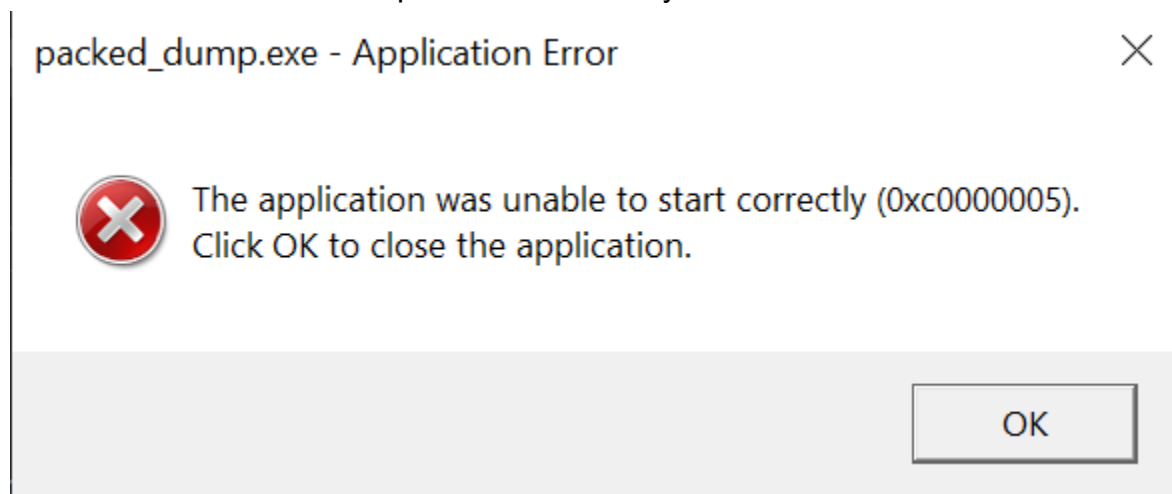 packed_dump.exe - Application Error
The application was unable to start correctly (0xc0000005).
Click OK to close the application.
OK